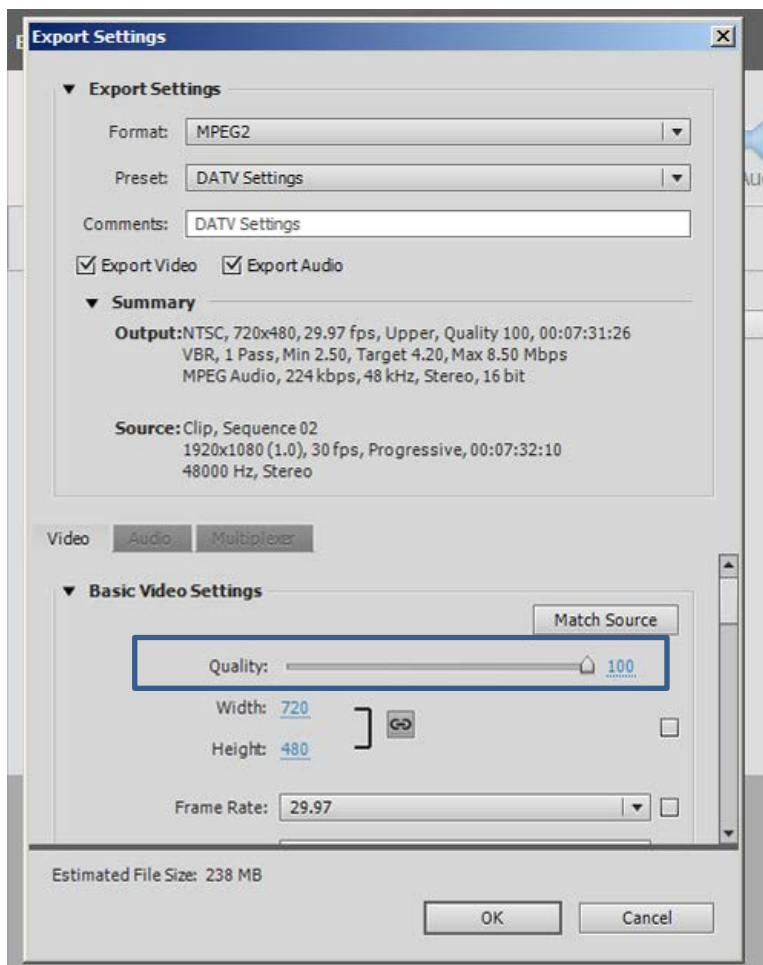 Export Settings
Export Settings
Format: MPEG2
Preset: DATV Settings
Comments: DATV Settings
Export Video Export Audio
Summary
Output:NTSC, 720x480, 29.97 fps, Upper, Quality 100, 00:07:31:26
VBR, 1 Pass, Min 2.50, Target 4.20, Max 8.50 Mbps
MPEG Audio, 224 kbps, 48 kHz, Stereo, 16 bit
Source: Clip, Sequence 02
1920x1080 (1.0), 30 fps, Progressive, 00:07:32:10
48000 Hz, Stereo
Video Audio Multiplexer
Basic Video Settings
Match Source
Quality: 100
Width: 720
Height: 480
Frame Rate: 29.97
Estimated File Size: 238 MB
OK Cancel